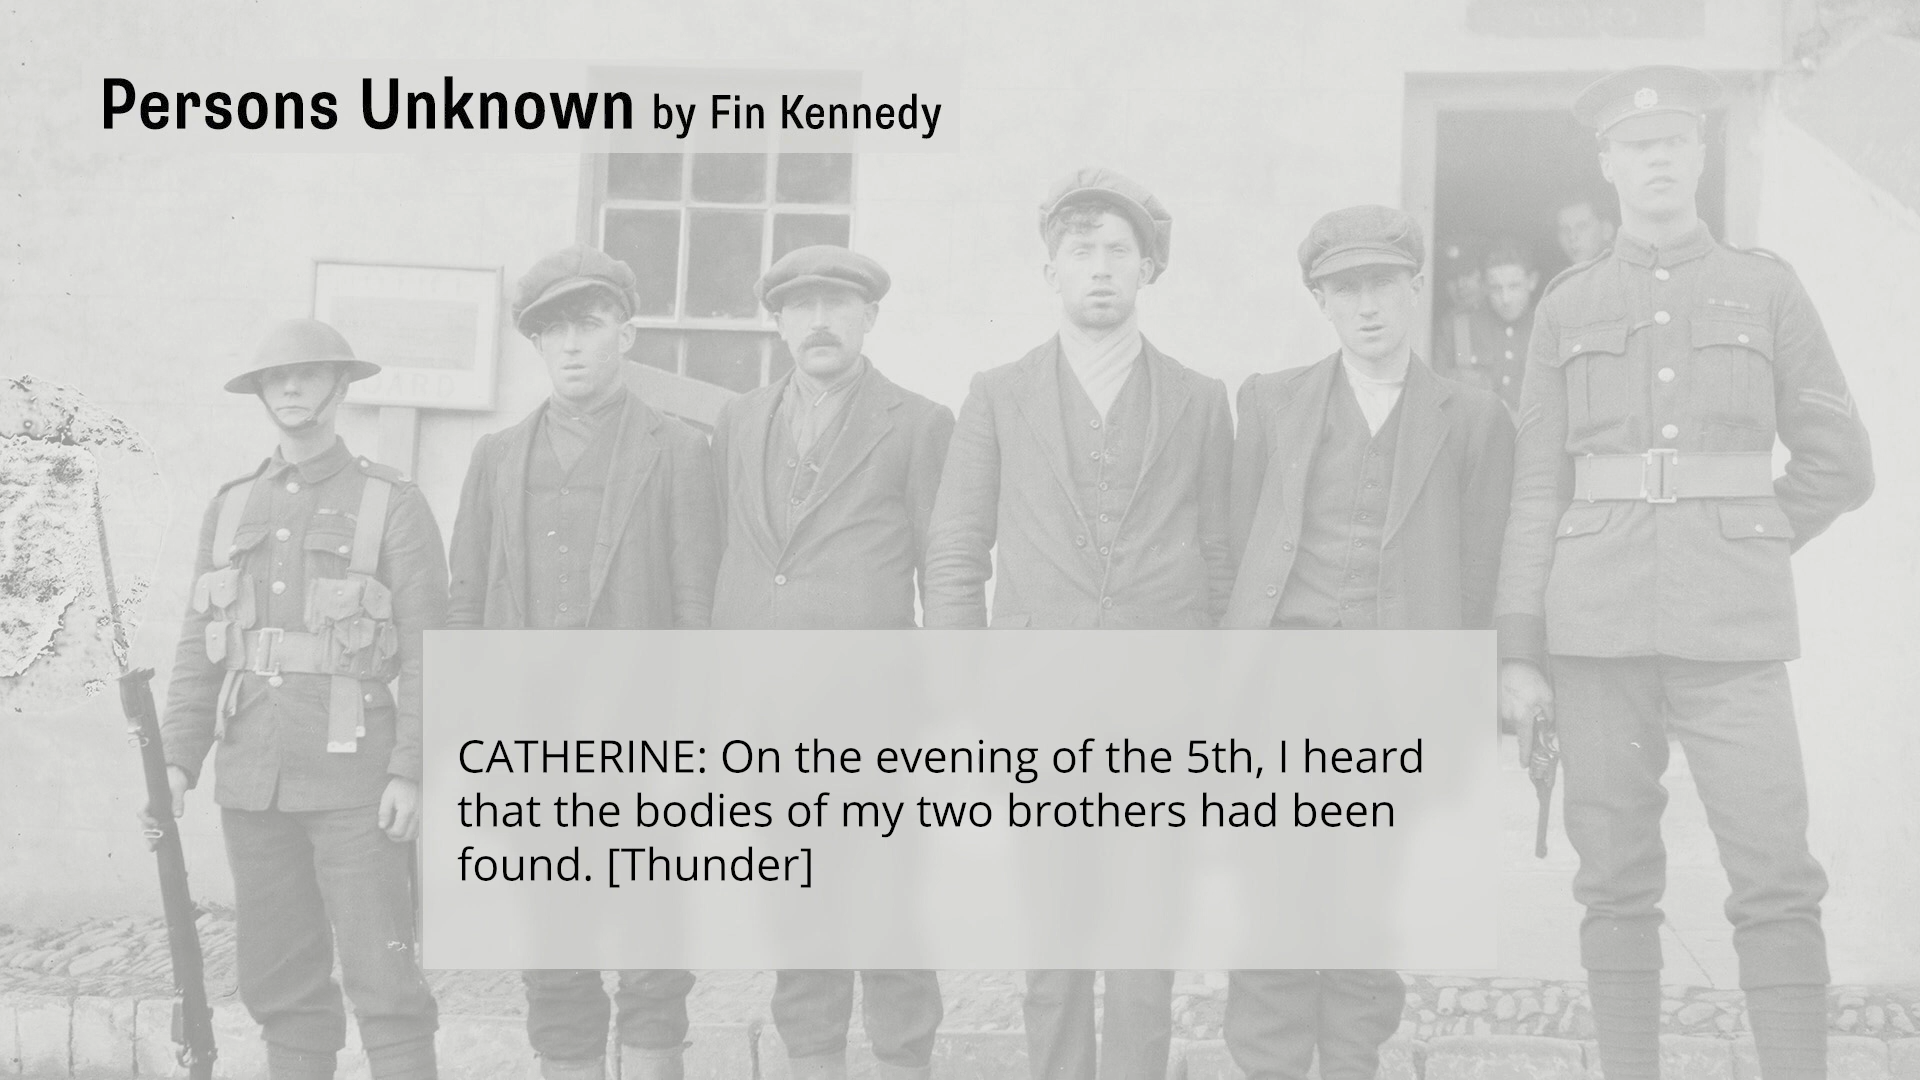 Persons Unknown by Fin Kennedy
CATHERINE: On the evening of the 5th, I heard
that the bodies of my two brothers had been
found. [Thunder]